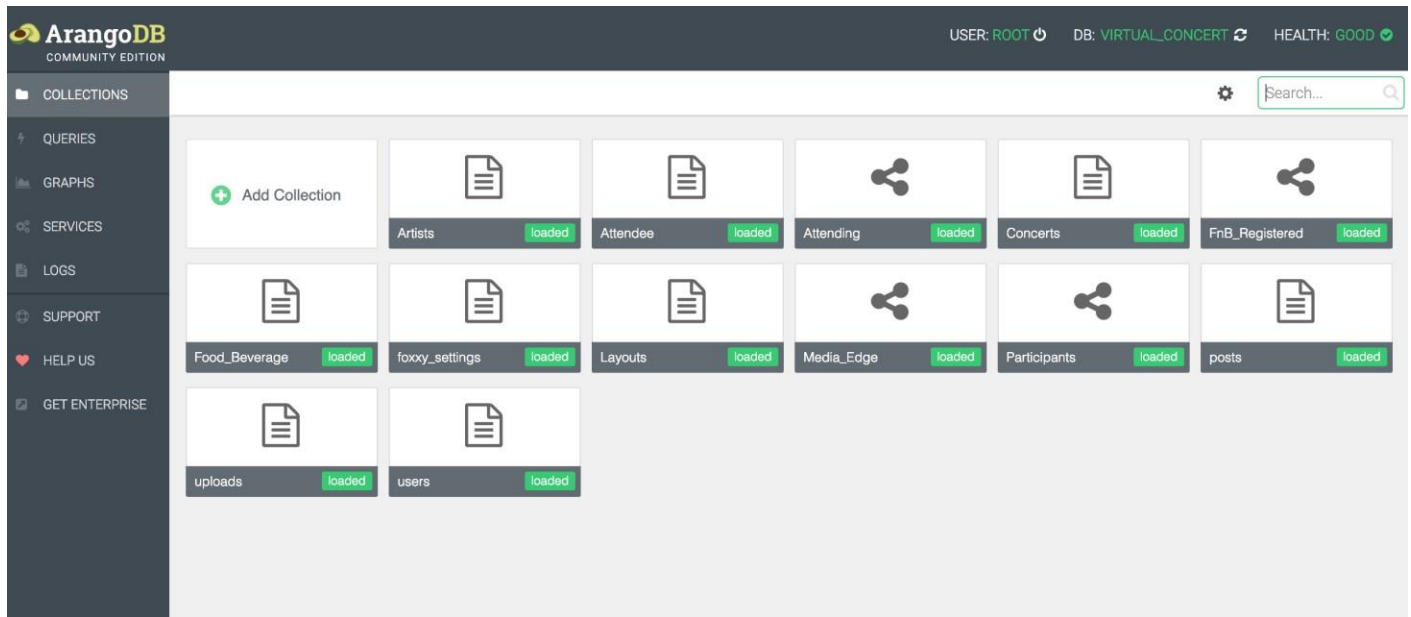 ArangoDB
COMMUNITY EDITION
USER: ROOT DB: VIRTUAL_CONCERT HEALTH: GOOD
COLLECTIONS
Search...
QUERIES
GRAPHS
SERVICES
LOGS
SUPPORT
HELP US
GET ENTERPRISE
Add Collection
Artists loaded
Attendee loaded
Attending loaded
Concerts loaded
FnB_Registered loaded
Food_Beverage loaded
foxxy_settings loaded
Layouts loaded
Media_Edge loaded
Participants loaded
posts loaded
uploads loaded
users loaded